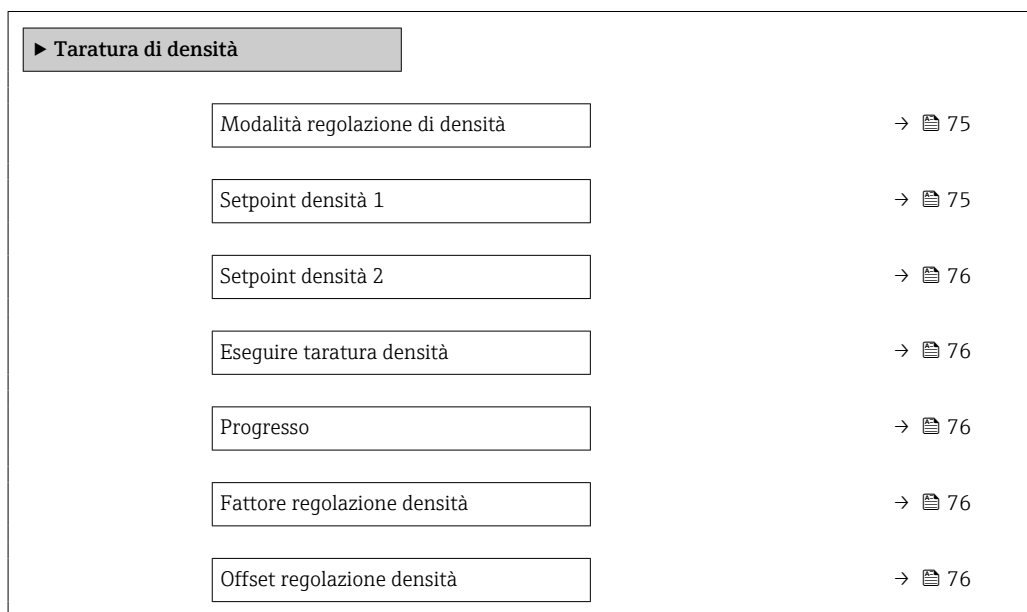 ▶ Taratura di densità
Modalità regolazione di densità → 75
Setpoint densità 1 → 75
Setpoint densità 2 → 76
Eseguire taratura densità → 76
Progresso → 76
Fattore regolazione densità → 76
Offset regolazione densità → 76